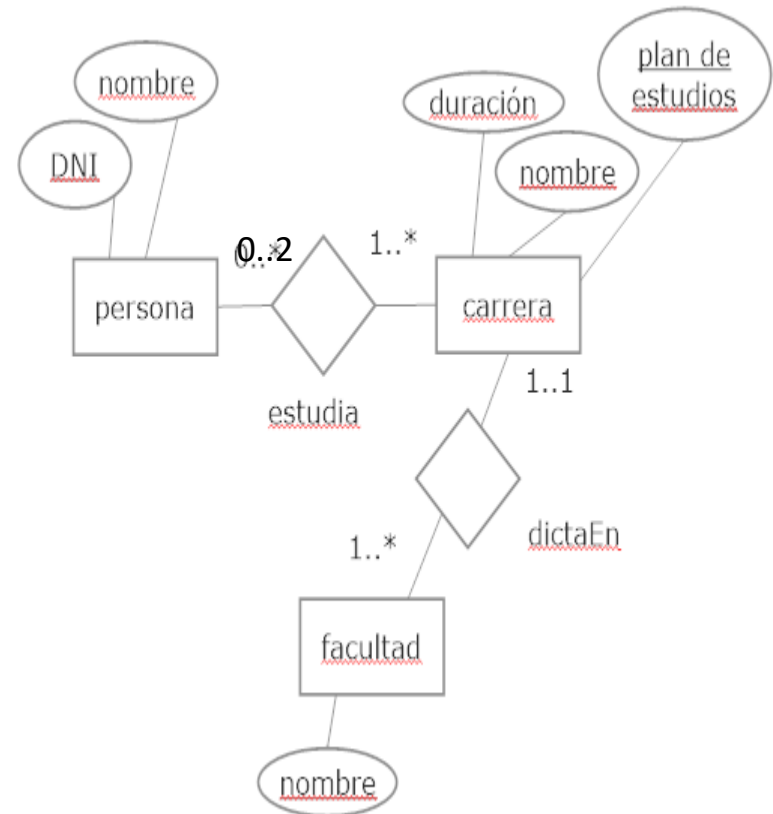 plan de
estudios
nombre
duración
DNI
nombre
0..2
1..*
persona
carrera
1..1
estudia
dictaEn
1..*
facultad
nombre